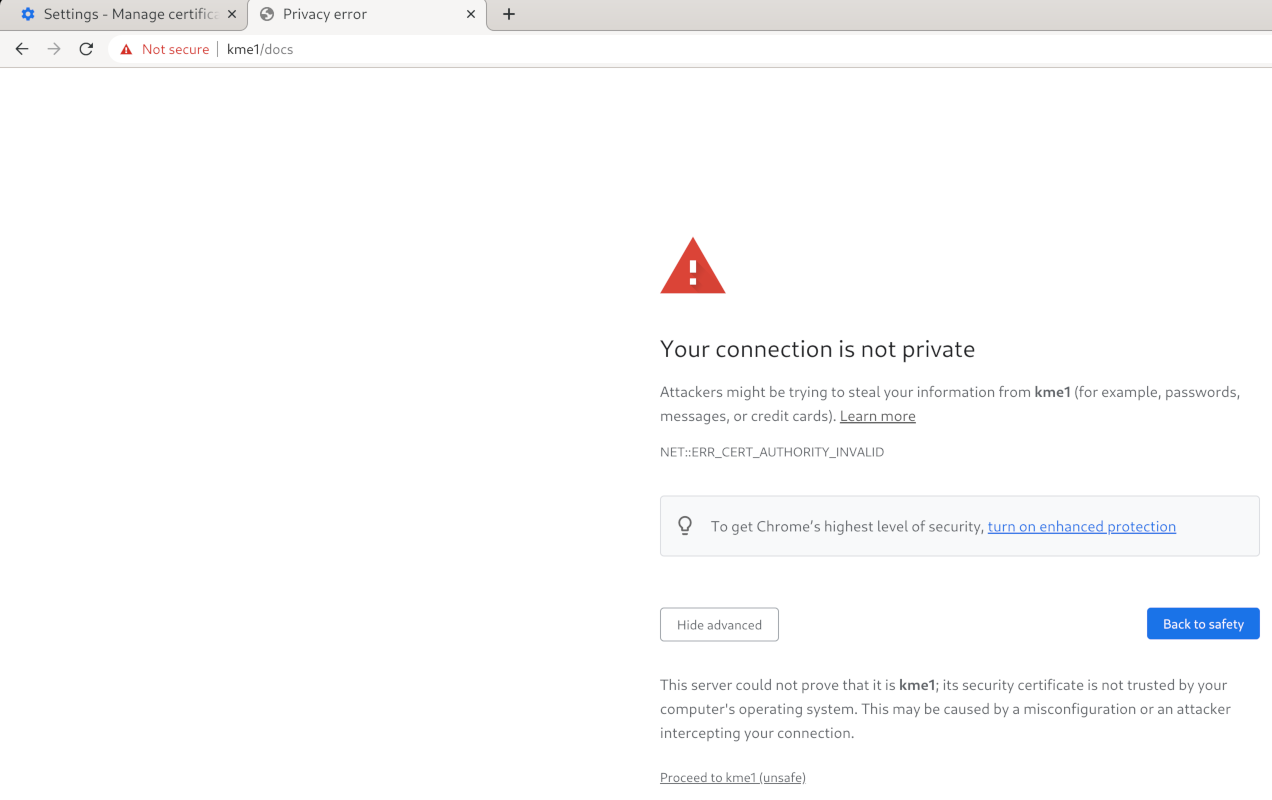 Settings - Manage certifica
Privacy error
Not secure kme1/docs
Your connection is not private
Attackers might be trying to steal your information from kme1 (for example, passwords,
messages, or credit cards). Learn more
NET::ERR_CERT_AUTHORITY_INVALID
To get Chrome's highest level of security, turn on enhanced protection
Hide advanced
Back to safety
This server could not prove that it is kme1; its security certificate is not trusted by your
computer's operating system. This may be caused by a misconfiguration or an attacker
intercepting your connection.
Proceed to kme1 (unsafe)